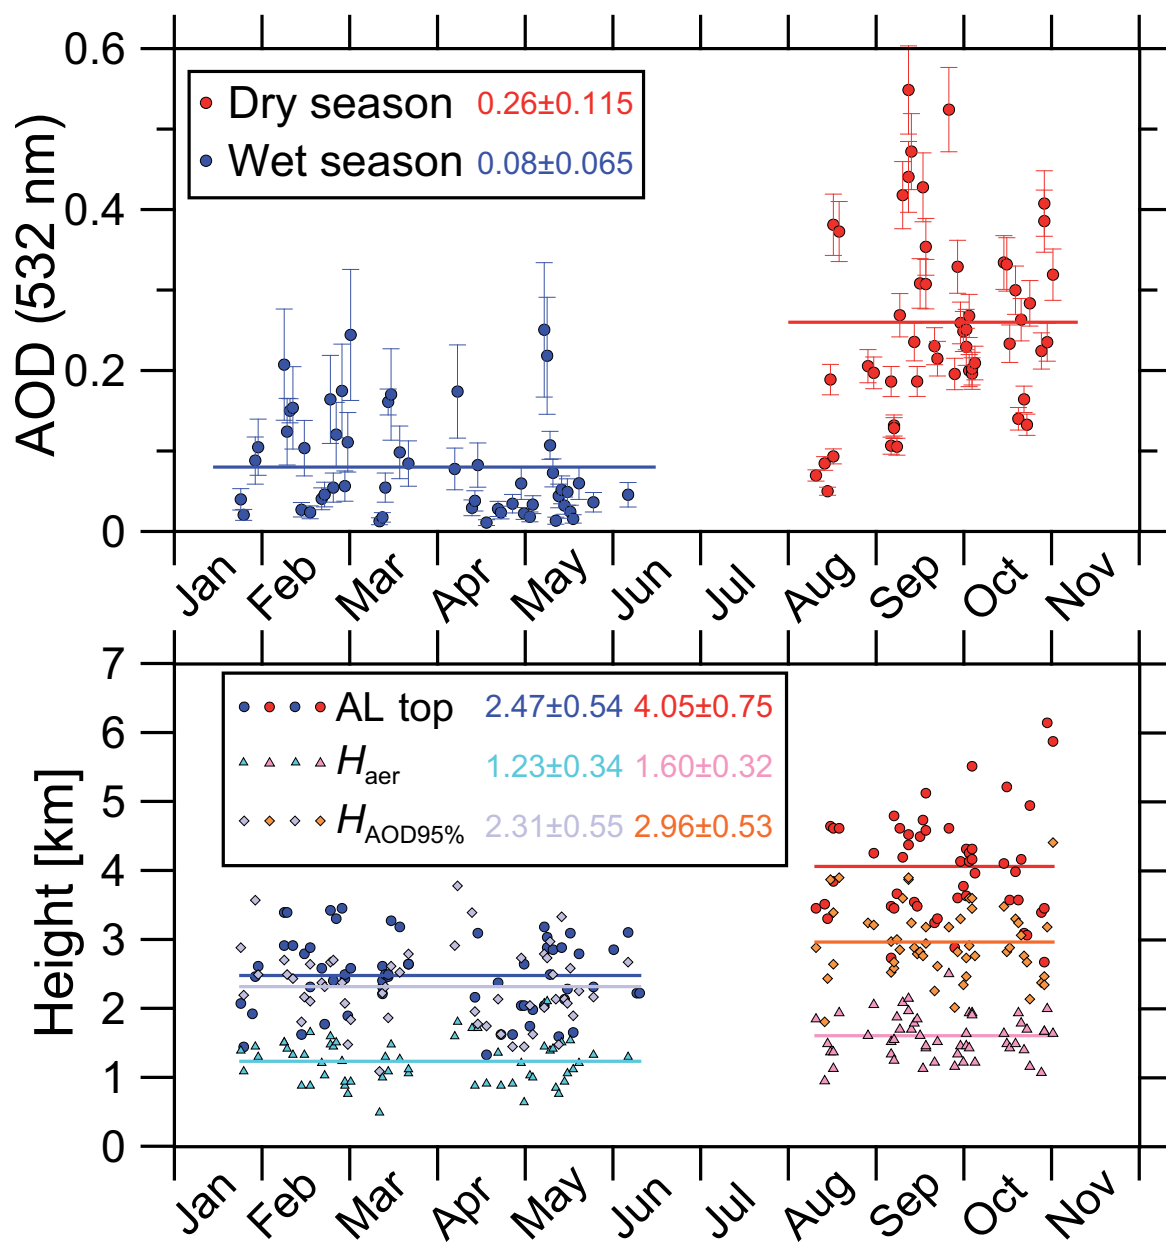 0.6
0.4
0.2
0
AOD (532 nm)
Dry season 0.26±0.115
Wet season 0.08±0.065
Jan Feb Mar Apr May Jun Jul Aug Sep Oct Nov
7
6
5
4
3
2
1
0
Height [km]
AL top 2.47±0.54 4.05±0.75
Haer 1.23±0.34 1.60±0.32
HAOD95% 2.31±0.55 2.96±0.53
Jan Feb Mar Apr May Jun Jul Aug Sep Oct Nov